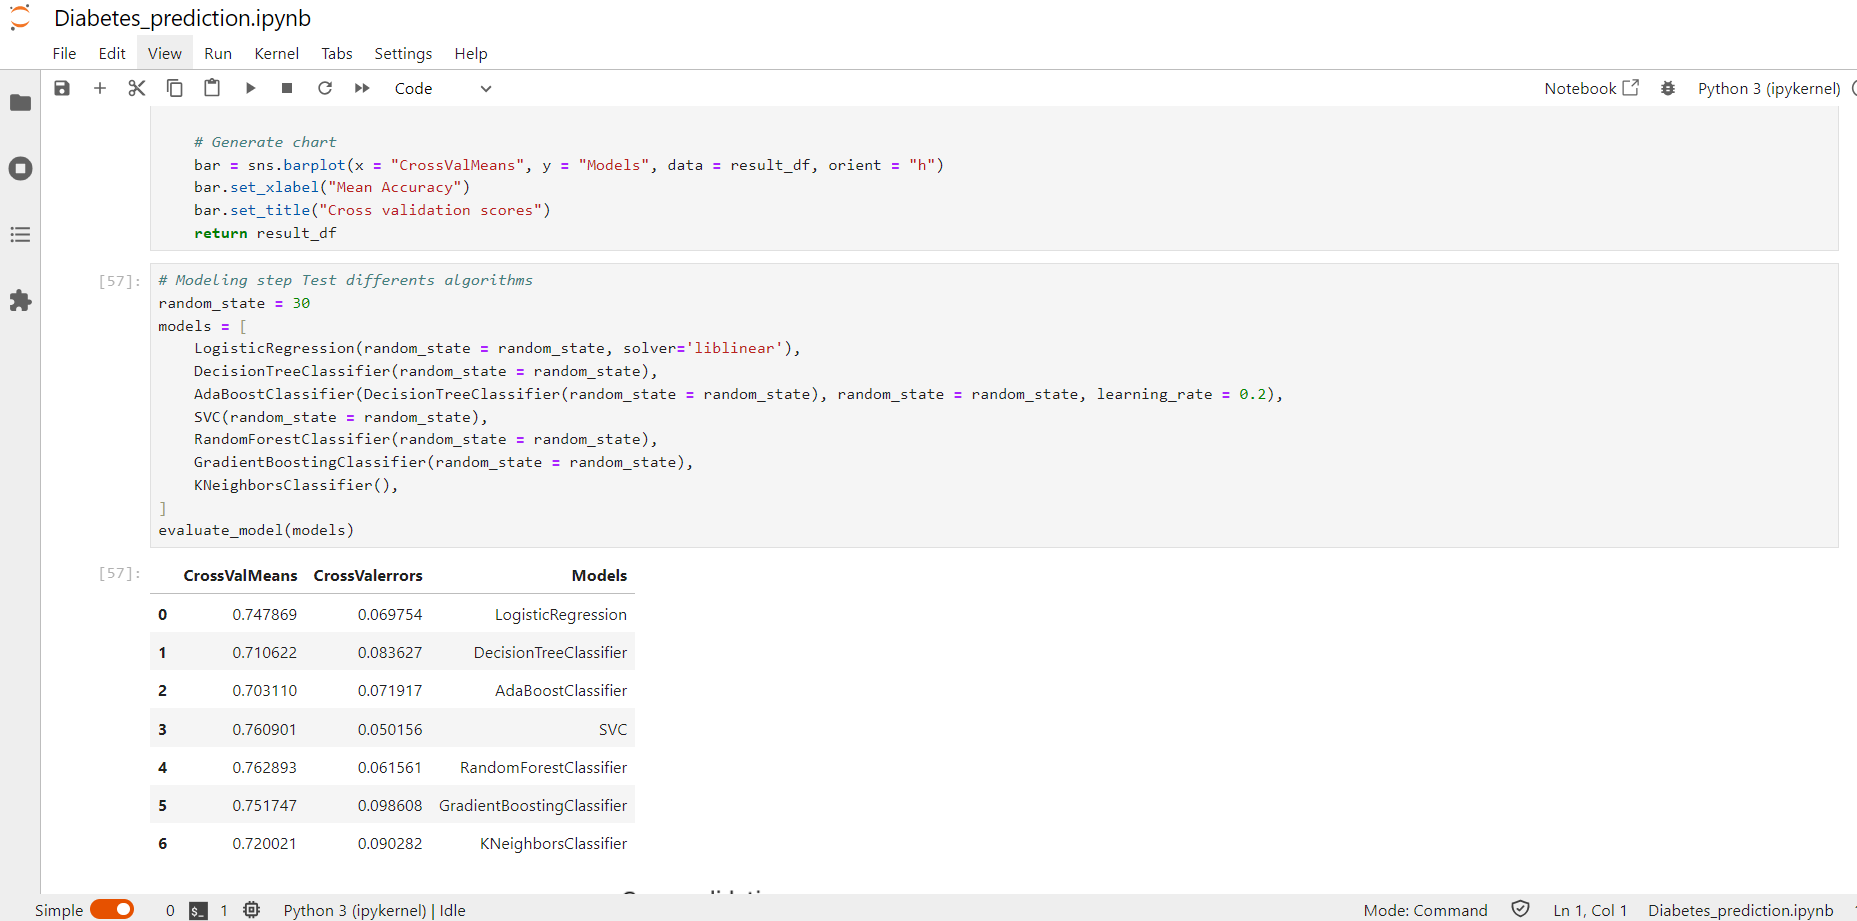 Diabetes_prediction.ipynb
File Edit View Run Kernel Tabs Settings Help
Code Notebook Python 3 (ipykernel)
# Generate chart
bar = sns.barplot(x = "CrossValMeans", y = "Models", data = result_df, orient = "h")
bar.set_xlabel("Mean Accuracy")
bar.set_title("Cross validation scores")
return result_df
[57]: # Modeling step Test differents algorithms
random_state = 30
models = [
LogisticRegression(random_state = random_state, solver='liblinear'),
DecisionTreeClassifier(random_state = random_state),
AdaBoostClassifier(DecisionTreeClassifier(random_state = random_state), random_state = random_state, learning_rate = 0.2),
SVC(random_state = random_state),
RandomForestClassifier(random_state = random_state),
GradientBoostingClassifier(random_state = random_state),
KNeighborsClassifier(),
]
evaluate_model(models)
[57]: CrossValMeans CrossValerrors Models
0 0.747869 0.069754 LogisticRegression
1 0.710622 0.083627 DecisionTreeClassifier
2 0.703110 0.071917 AdaBoostClassifier
3 0.760901 0.050156 SVC
4 0.762893 0.061561 RandomForestClassifier
5 0.751747 0.098608 GradientBoostingClassifier
6 0.720021 0.090282 KNeighborsClassifier
Simple 0 $_ 1 Python 3 (ipykernel) | Idle Mode: Command Ln 1, Col 1 Diabetes_prediction.ipynb